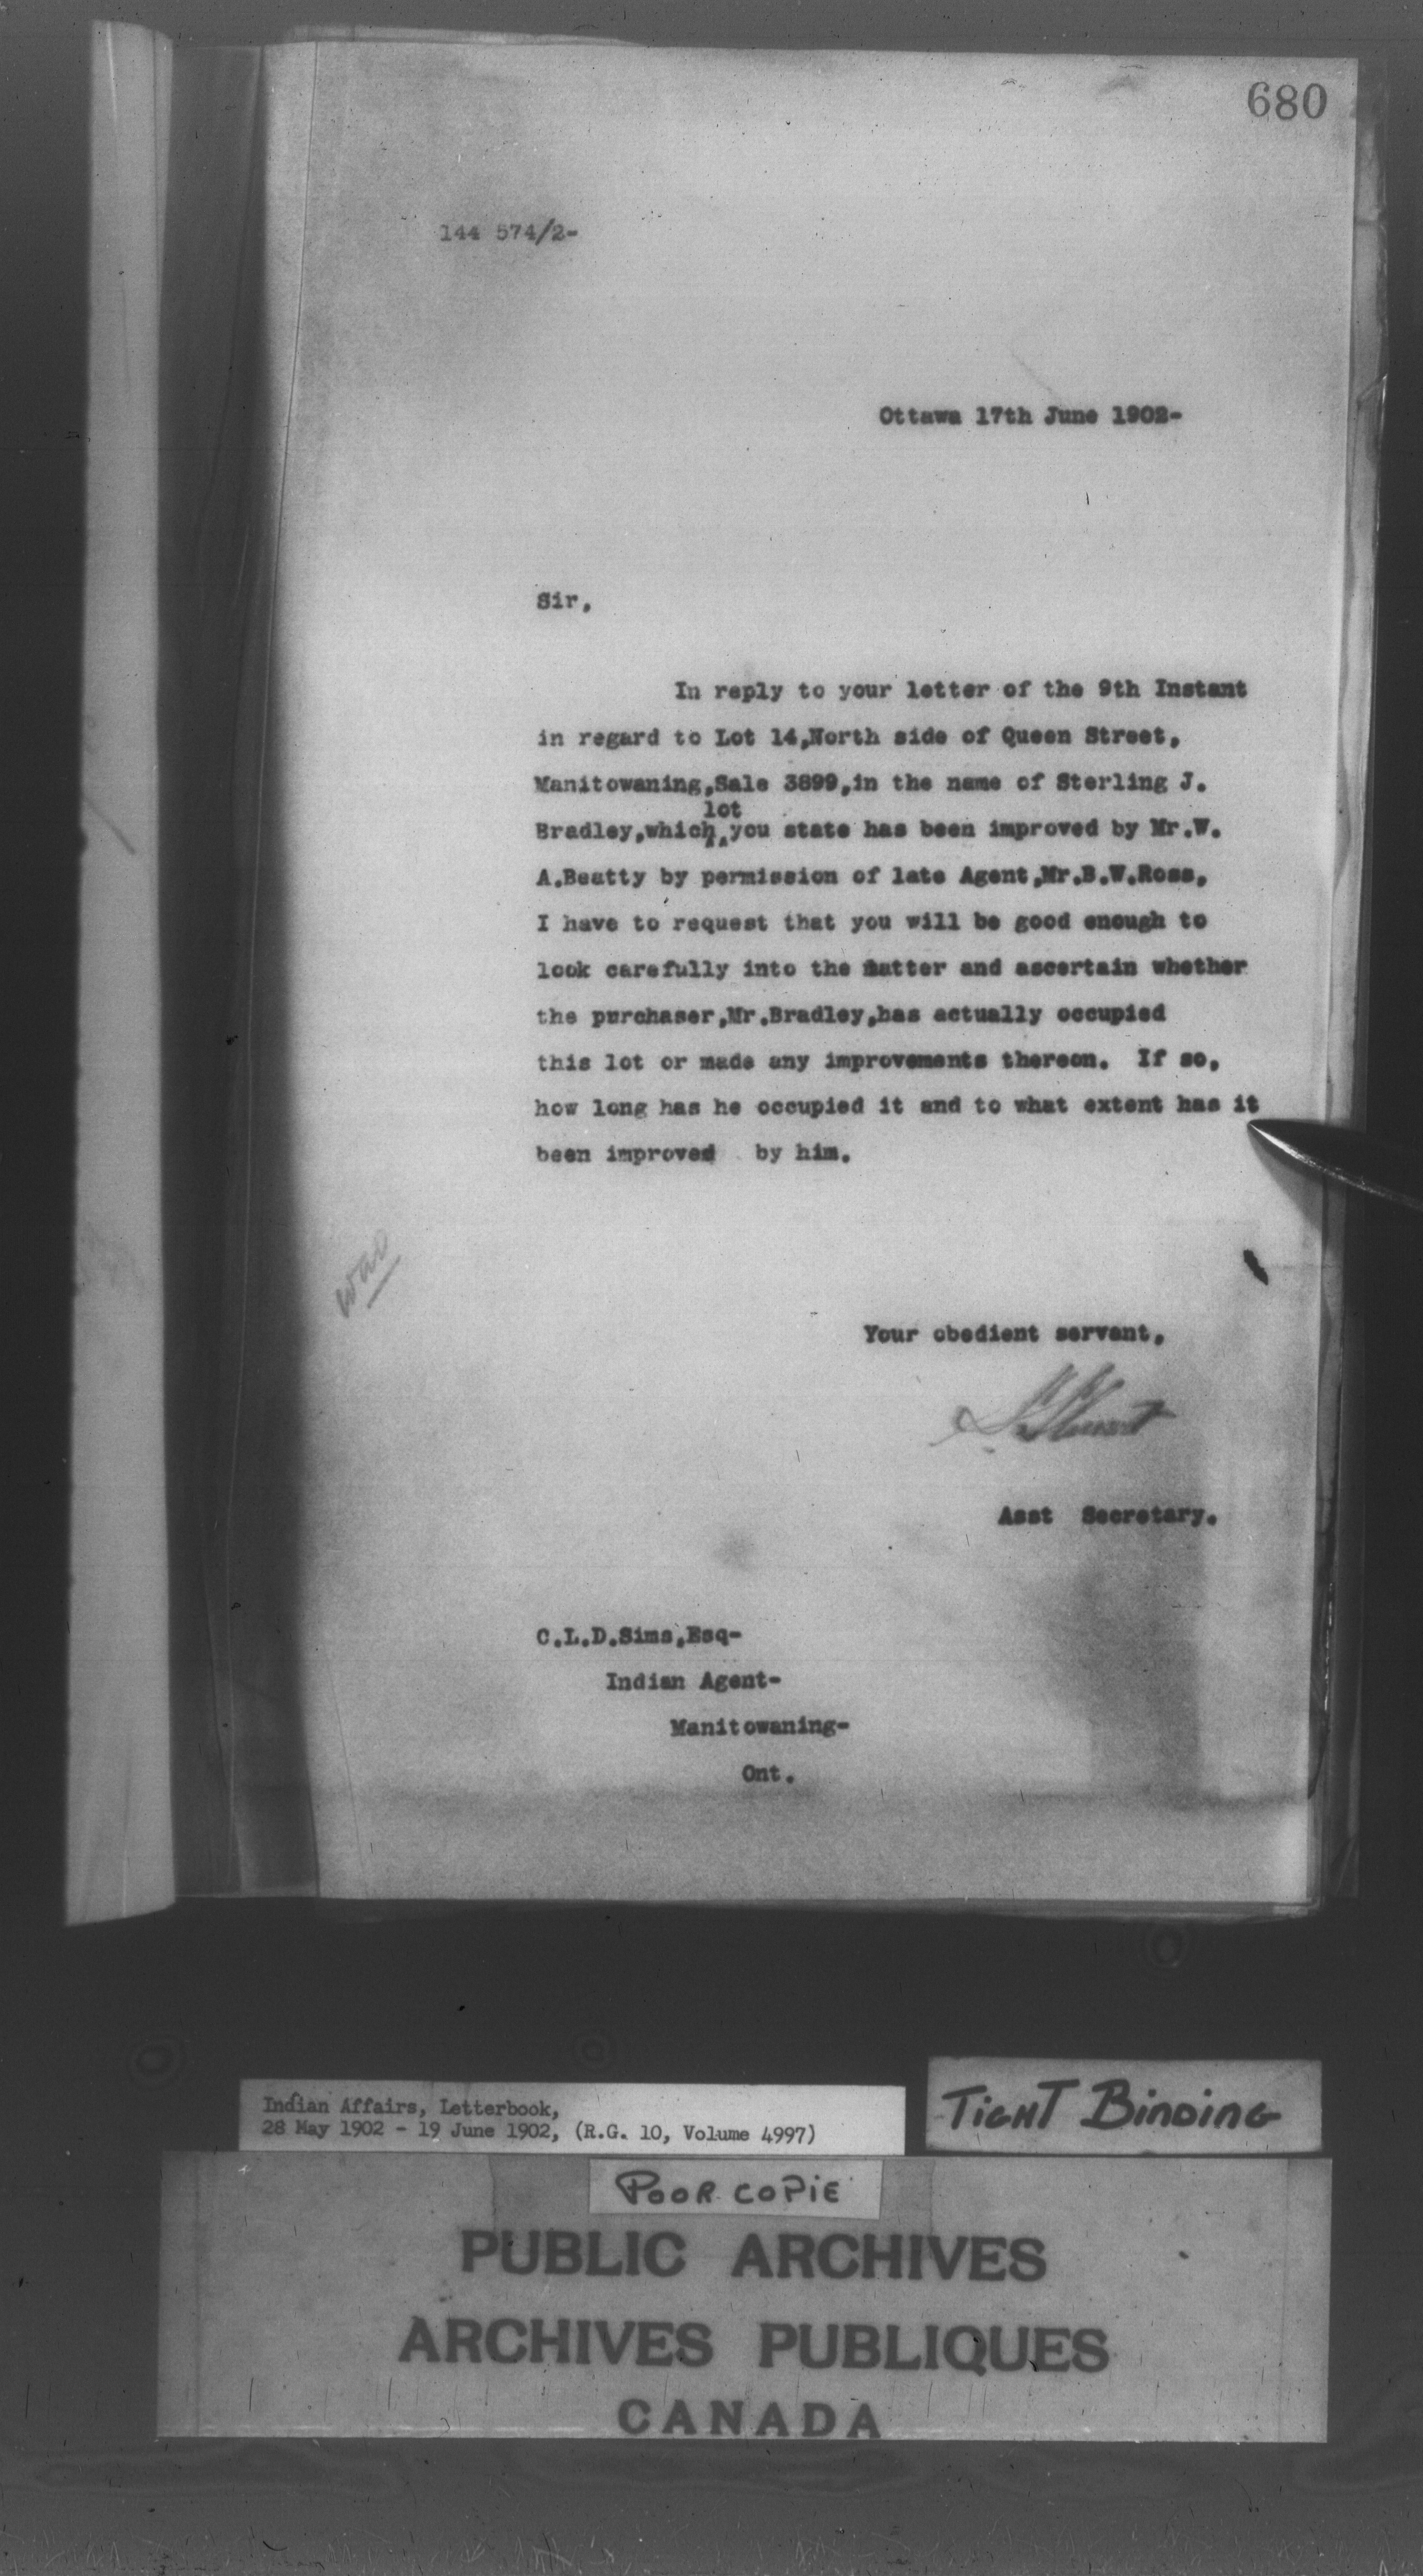 680
144 574/2-
Ottawa 17th June 1902-
Sir,
In reply to your letter of the 9th Instant
in regard to Lot 14,North side of Queen Street,
Manitowaning,Sale 3899,in the name of Sterling J.
lot
Bradley,which you state has been improved by Mr.W.
A.Beatty by permission of late Agent,Mr.B.W.Ross,
I have to request that you will be good enough to
look carefully into the matter and ascertain whether
the purchaser,Mr.Bradley,has actually occupied
this lot or made any improvements thereon. If so,
how long has he occupied it and to what extent has it
been improved by him.
Your obedient servant,
Asst Secretary.
C.L.D.Sims,Esq-
Indian Agent-
Manitowaning-
Ont.
Indian Affairs, Letterbook,
28 May 1902 - 19 June 1902, (R.G. 10, Volume 4997)
TIGHT BINDING
POOR COPIE
PUBLIC ARCHIVES
ARCHIVES PUBLIQUES
CANADA